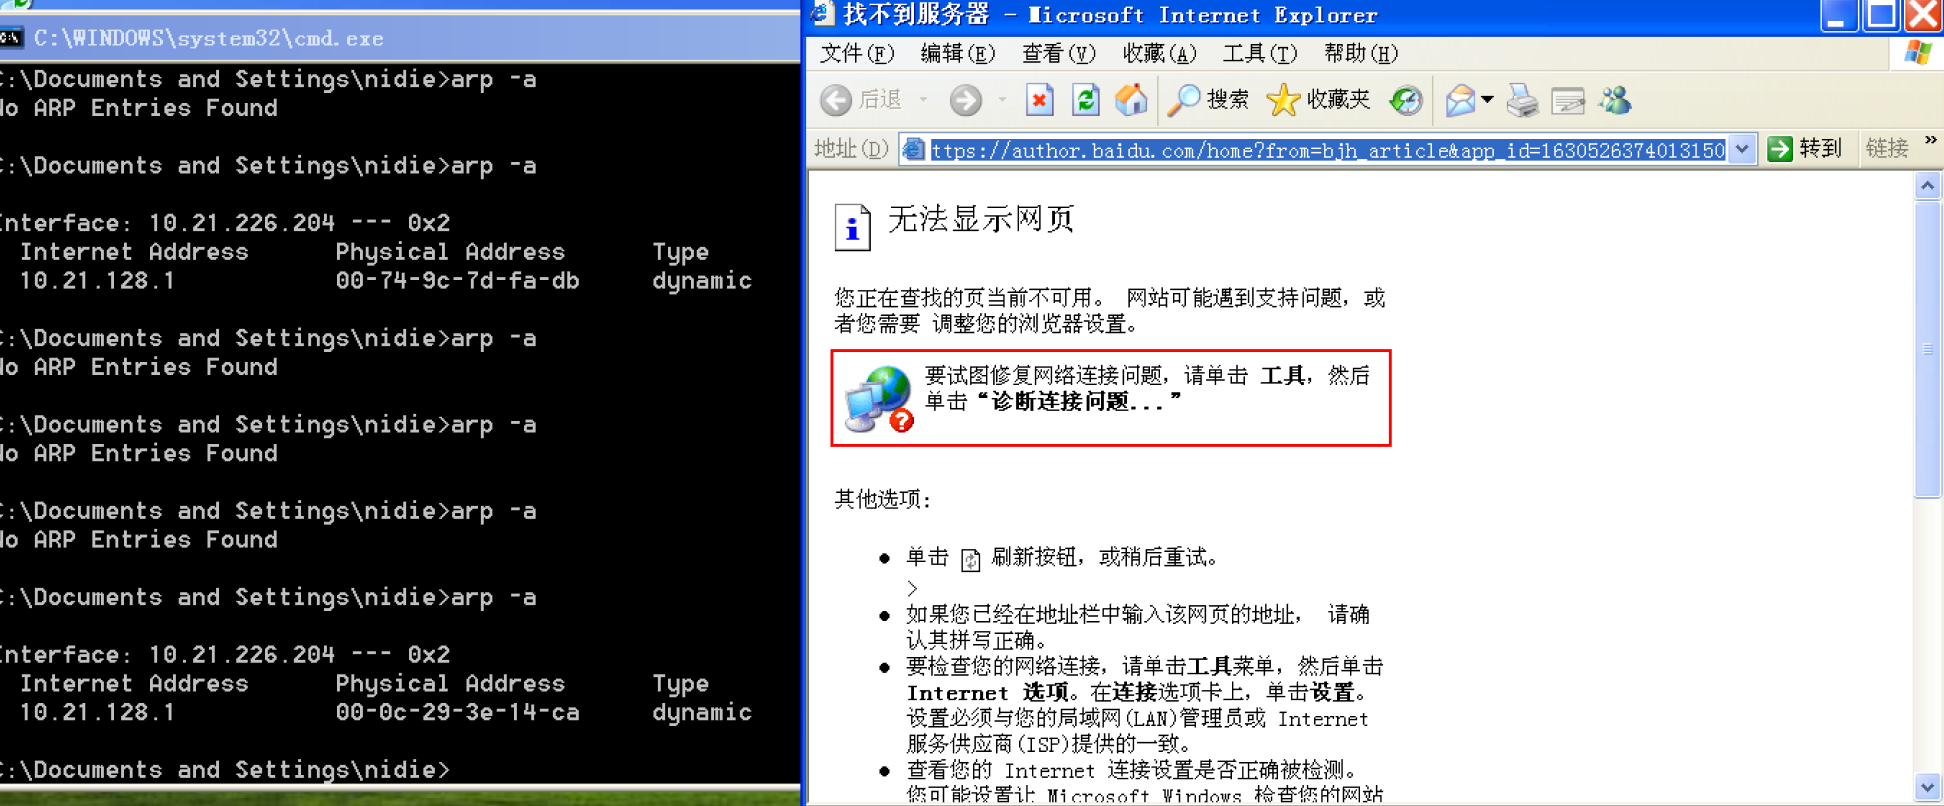 C:\WINDOWS\system32\cmd.exe
:\Documents and Settings\nidie>arp -a
No ARP Entries Found
:\Documents and Settings\nidie>arp -a
Interface: 10.21.226.204 --- 0x2
Internet Address Physical Address Type
10.21.128.1 00-74-9c-7d-fa-db dynamic
:\Documents and Settings\nidie>arp -a
No ARP Entries Found
:\Documents and Settings\nidie>arp -a
No ARP Entries Found
:\Documents and Settings\nidie>arp -a
No ARP Entries Found
:\Documents and Settings\nidie>arp -a
Interface: 10.21.226.204 --- 0x2
Internet Address Physical Address Type
10.21.128.1 00-0c-29-3e-14-ca dynamic
:\Documents and Settings\nidie>
找不到服务器 - Microsoft Internet Explorer
文件(F) 编辑(E) 查看(V) 收藏(A) 工具(T) 帮助(H)
后退 搜索 收藏夹
地址(D) ttps://author.baidu.com/home?from=bjh_article&app_id=1630526374013150 转到 链接 »
无法显示网页
您正在查找的页当前不可用。 网站可能遇到支持问题，或
者您需要 调整您的浏览器设置。
要试图修复网络连接问题，请单击 工具，然后
单击“诊断连接问题...”
其他选项:
● 单击 刷新按钮，或稍后重试。
>
● 如果您已经在地址栏中输入该网页的地址， 请确
认其拼写正确。
● 要检查您的网络连接，请单击工具菜单，然后单击
Internet 选项。在连接选项卡上，单击设置。
设置必须与您的局域网(LAN)管理员或 Internet
服务供应商(ISP)提供的一致。
● 查看您的 Internet 连接设置是否正确被检测。
您可能设置让 Microsoft Windows 检查您的网站